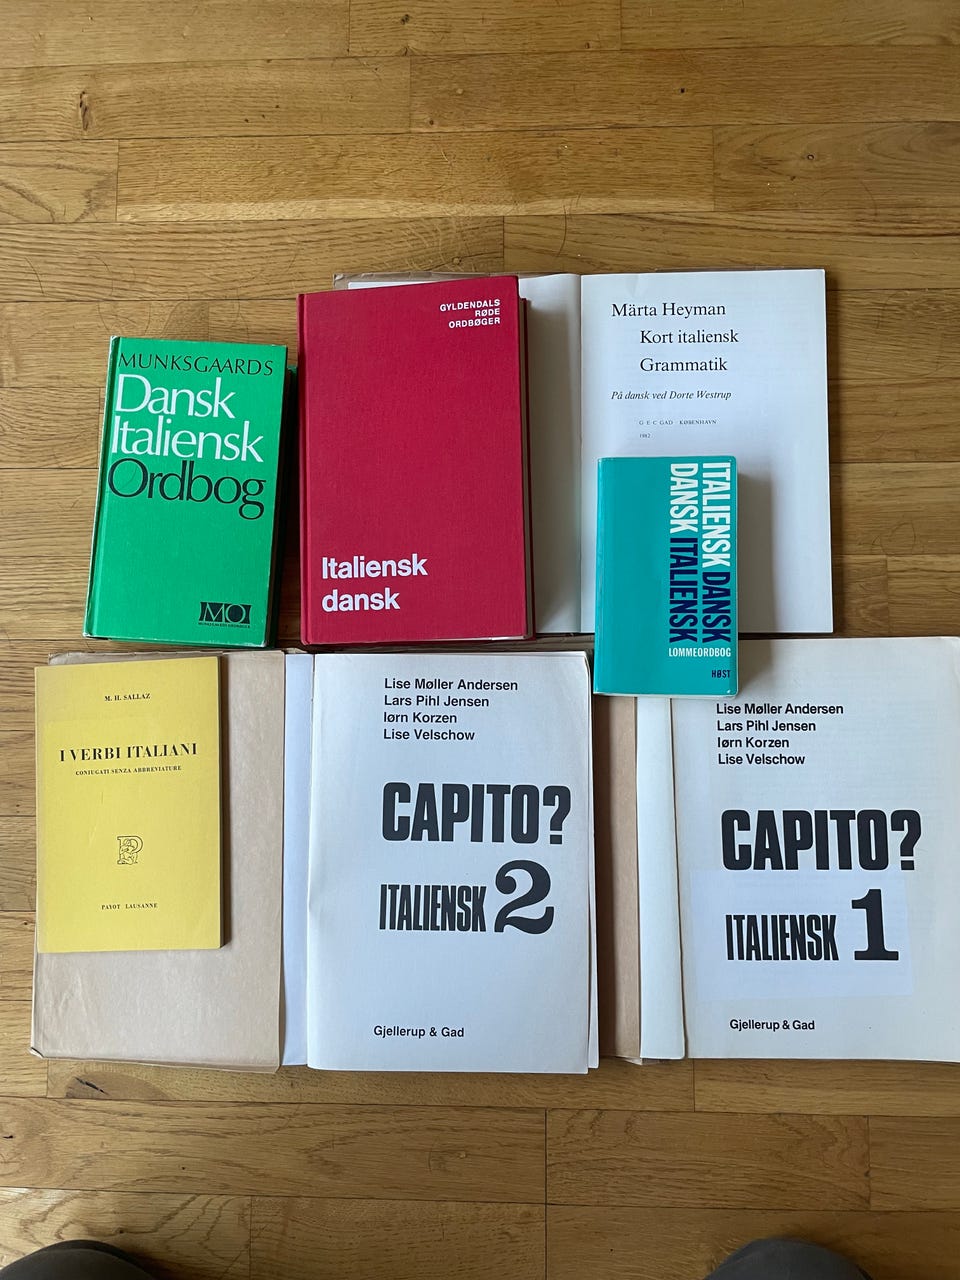 MUNKSGAARDS
Dansk
Italiensk
Ordbog
MO
MUNKSGAARDS ORDBØGER
GYLDENDALS
RØDE
ORDBØGER
Italiensk
dansk
Märta Heyman
Kort italiensk
Grammatik
På dansk ved Dorte Westrup
G·E·C GAD · KØBENHAVN
1982
ITALIENSK DANSK
DANSK ITALIENSK
LOMMEORDBOG
HØST
M. H. SALLAZ
I VERBI ITALIANI
CONIUGATI SENZA ABBREVIATURE
P
PAYOT LAUSANNE
Lise Møller Andersen
Lars Pihl Jensen
Iørn Korzen
Lise Velschow
CAPITO?
ITALIENSK 2
Gjellerup & Gad
Lise Møller Andersen
Lars Pihl Jensen
Iørn Korzen
Lise Velschow
CAPITO?
ITALIENSK 1
Gjellerup & Gad